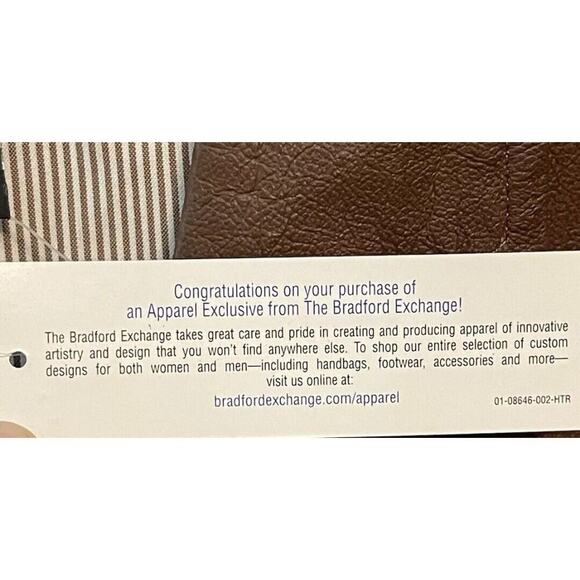 Congratulations on your purchase of
an Apparel Exclusive from The Bradford Exchange!
The Bradford Exchange takes great care and pride in creating and producing apparel of innovative
artistry and design that you won't find anywhere else. To shop our entire selection of custom
designs for both women and men—including handbags, footwear, accessories and more—
visit us online at:
bradfordexchange.com/apparel
01-08646-002-HTR